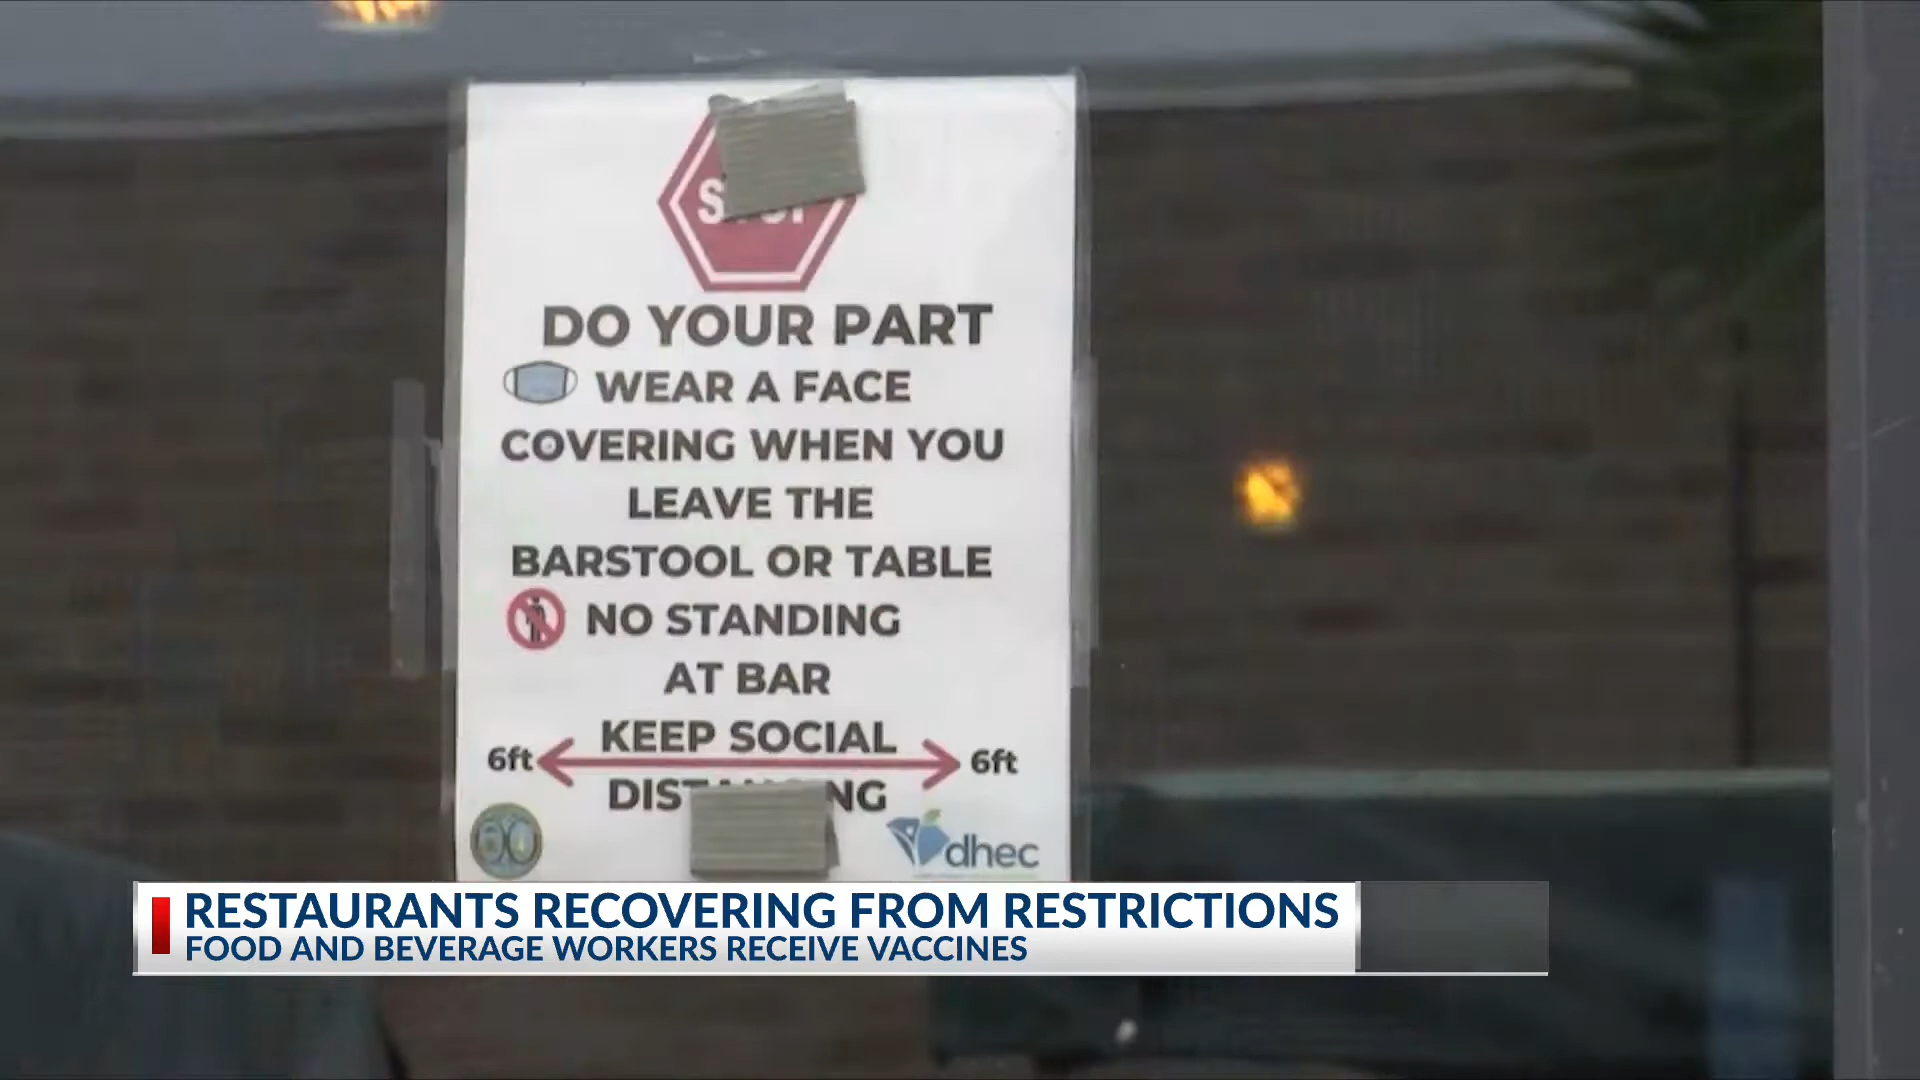 DO YOUR PART
WEAR A FACE
COVERING WHEN YOU
LEAVE THE
BARSTOOL OR TABLE
NO STANDING
AT BAR
KEEP SOCIAL
6ft 6ft
dhec
RESTAURANTS RECOVERING FROM RESTRICTIONS
FOOD AND BEVERAGE WORKERS RECEIVE VACCINES